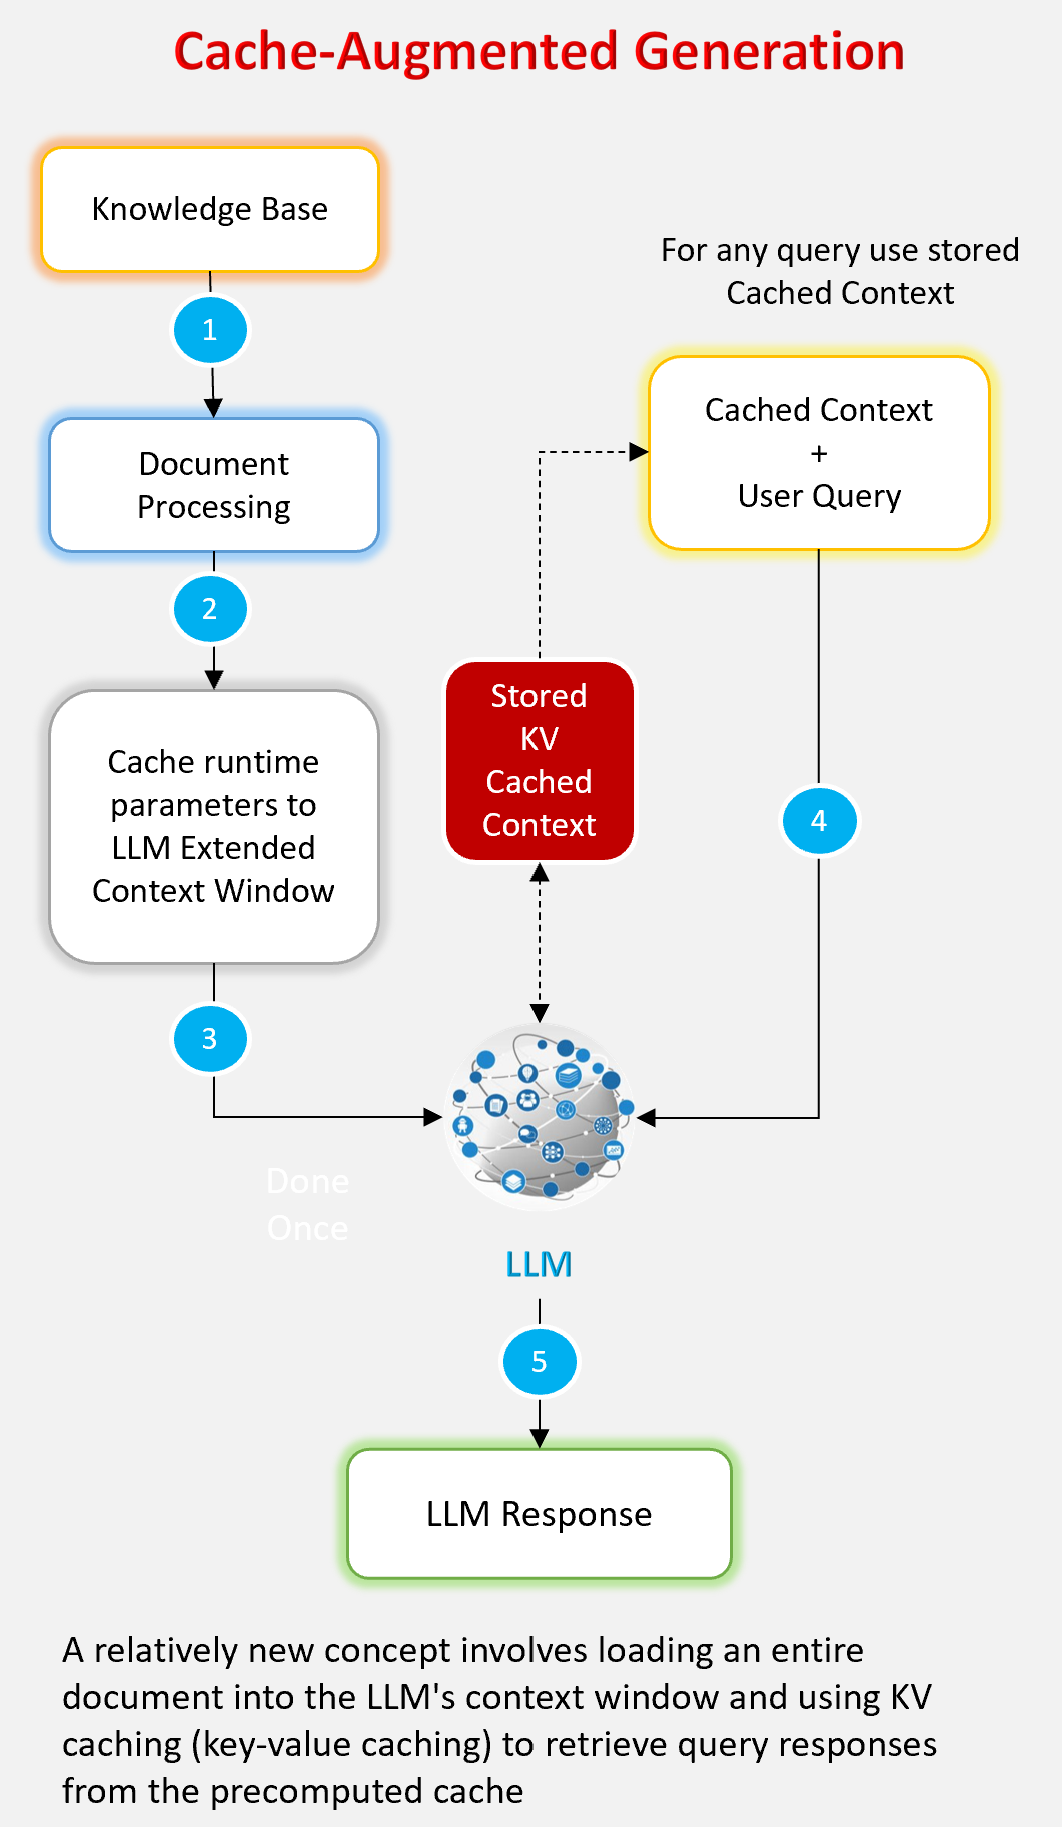 Cache-Augmented Generation
Knowledge Base
1
Document
Processing
2
Cache runtime
parameters to
LLM Extended
Context Window
3
Done
Once
For any query use stored
Cached Context
Cached Context
+
User Query
Stored
KV
Cached
Context
4
LLM
5
LLM Response
A relatively new concept involves loading an entire
document into the LLM's context window and using KV
caching (key-value caching) to retrieve query responses
from the precomputed cache